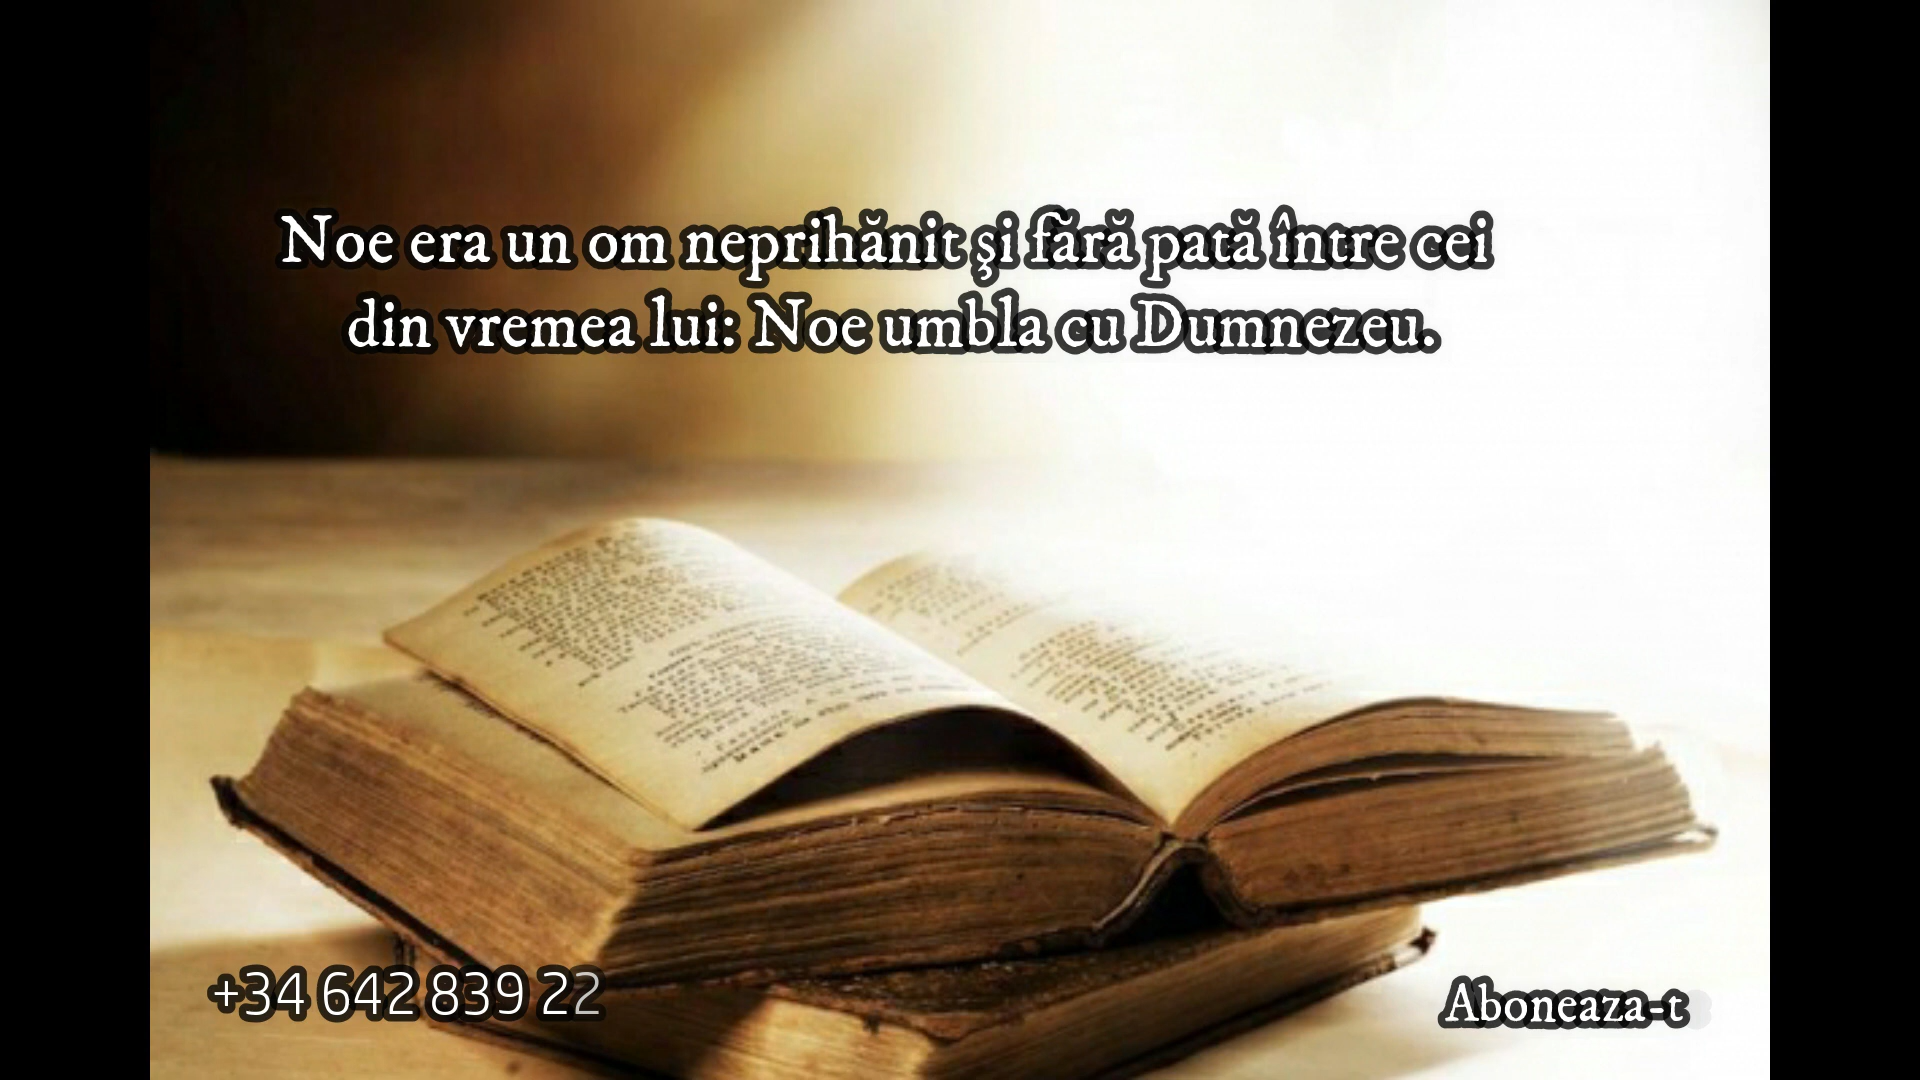 Noe era un om neprihănit şi fără pată între cei
din vremea lui: Noe umbla cu Dumnezeu.
+34 642 839 22
Aboneaza-t